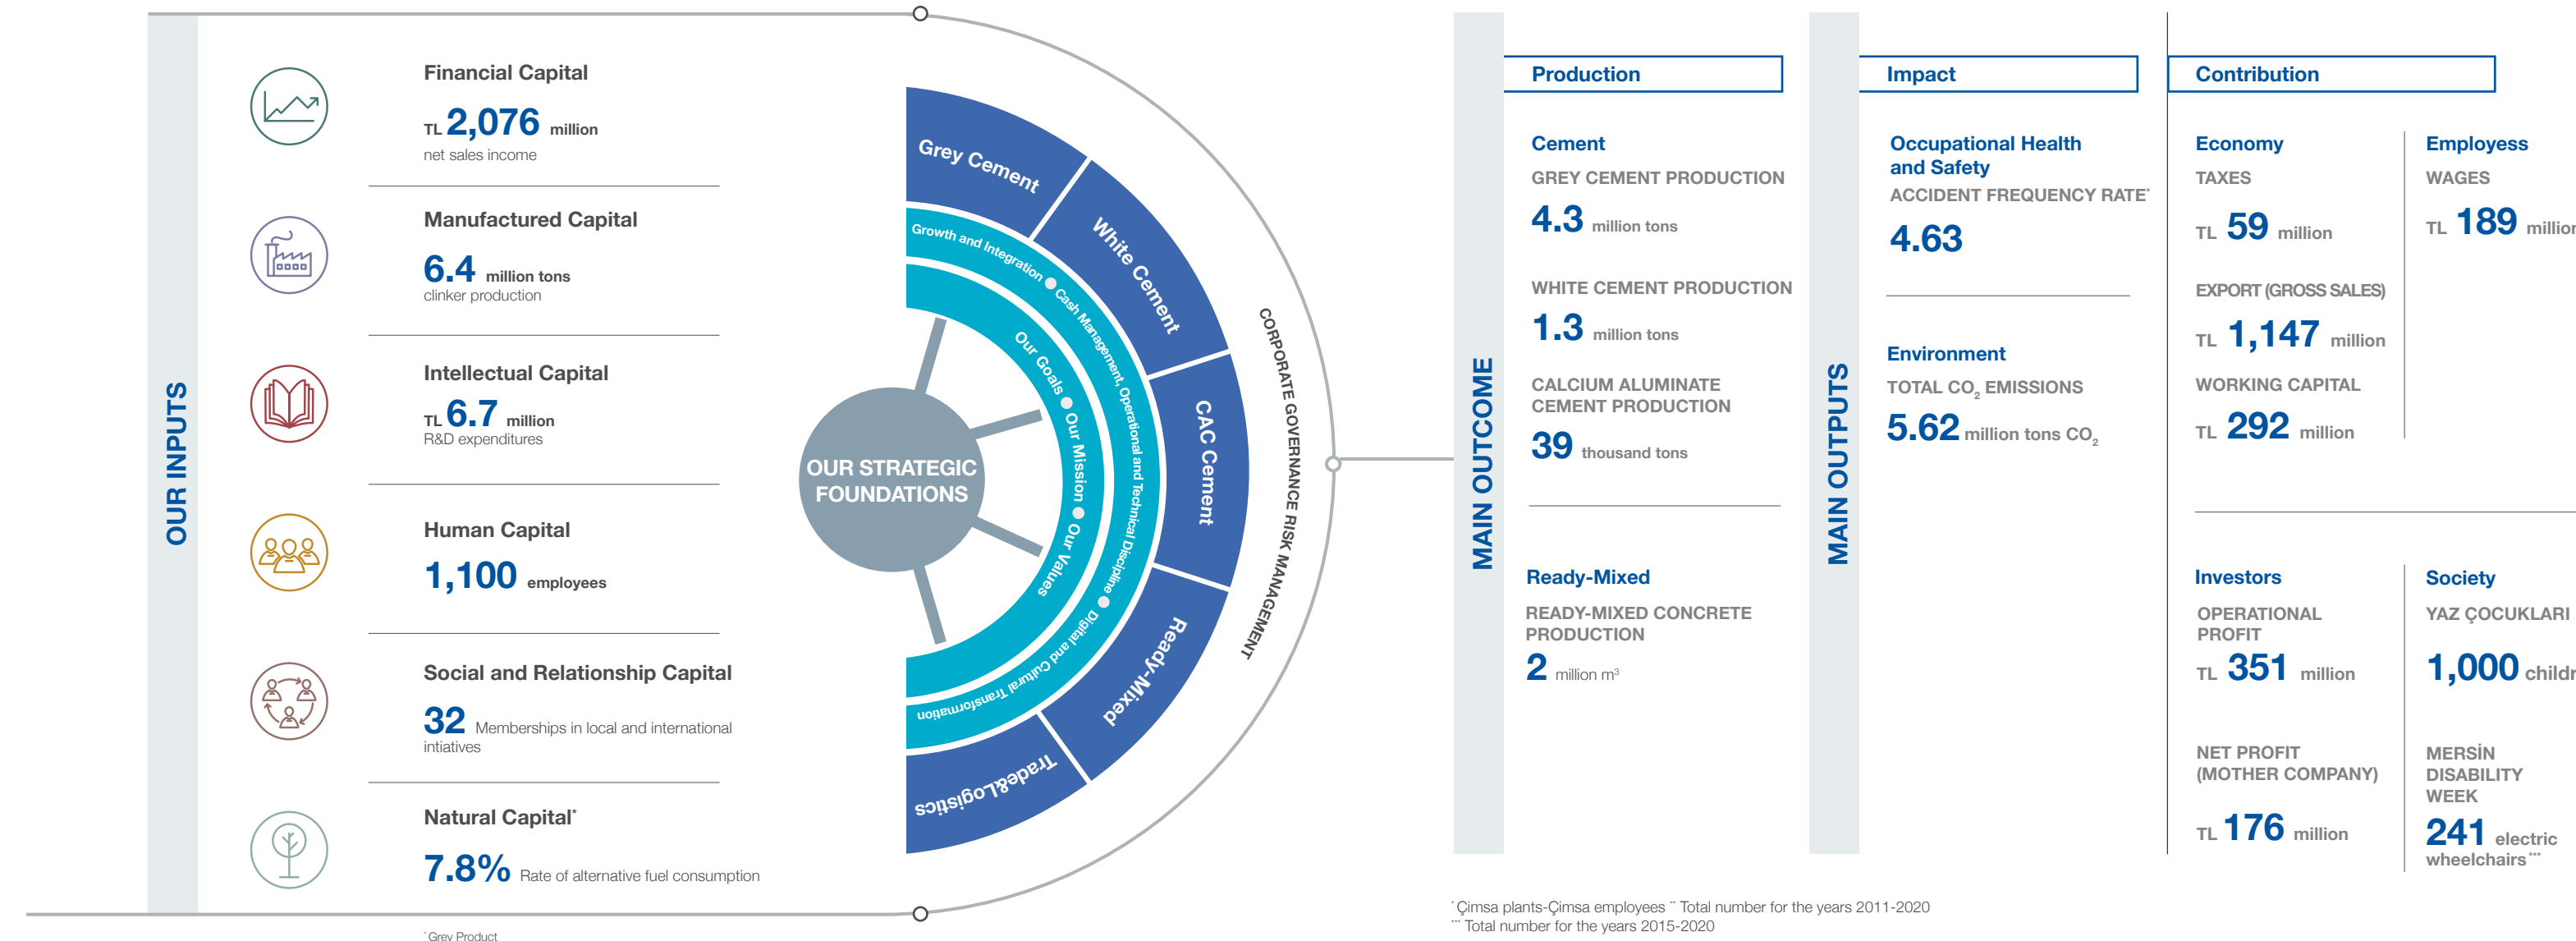 OUR INPUTS
Financial Capital
TL 2,076 million
net sales income
Manufactured Capital
6.4 million tons
clinker production
Intellectual Capital
TL 6.7 million
R&D expenditures
Human Capital
1,100 employees
Social and Relationship Capital
32 Memberships in local and international
intiatives
Natural Capital*
7.8% Rate of alternative fuel consumption
* Grey Product
OUR STRATEGIC
FOUNDATIONS
Our Goals ● Our Mission ● Our Values
Growth and Integration ● Cash Management, Operational and Technical Discipline ● Digital and Cultural Transformation
Grey Cement
White Cement
CAC Cement
Ready-Mixed
Trade&Logistics
CORPORATE GOVERNANCE RISK MANAGEMENT
MAIN OUTCOME
Production
Cement
GREY CEMENT PRODUCTION
4.3 million tons
WHITE CEMENT PRODUCTION
1.3 million tons
CALCIUM ALUMINATE
CEMENT PRODUCTION
39 thousand tons
Ready-Mixed
READY-MIXED CONCRETE
PRODUCTION
2 million m³
MAIN OUTPUTS
Impact
Occupational Health
and Safety
ACCIDENT FREQUENCY RATE*
4.63
Environment
TOTAL CO₂ EMISSIONS
5.62 million tons CO₂
Contribution
Economy
TAXES
TL 59 million
EXPORT (GROSS SALES)
TL 1,147 million
WORKING CAPITAL
TL 292 million
Employess
WAGES
TL 189 million
Investors
OPERATIONAL
PROFIT
TL 351 million
NET PROFIT
(MOTHER COMPANY)
TL 176 million
Society
YAZ ÇOCUKLARI
1,000 childr
MERSİN
DISABILITY
WEEK
241 electric
wheelchairs***
* Çimsa plants-Çimsa employees ** Total number for the years 2011-2020
*** Total number for the years 2015-2020